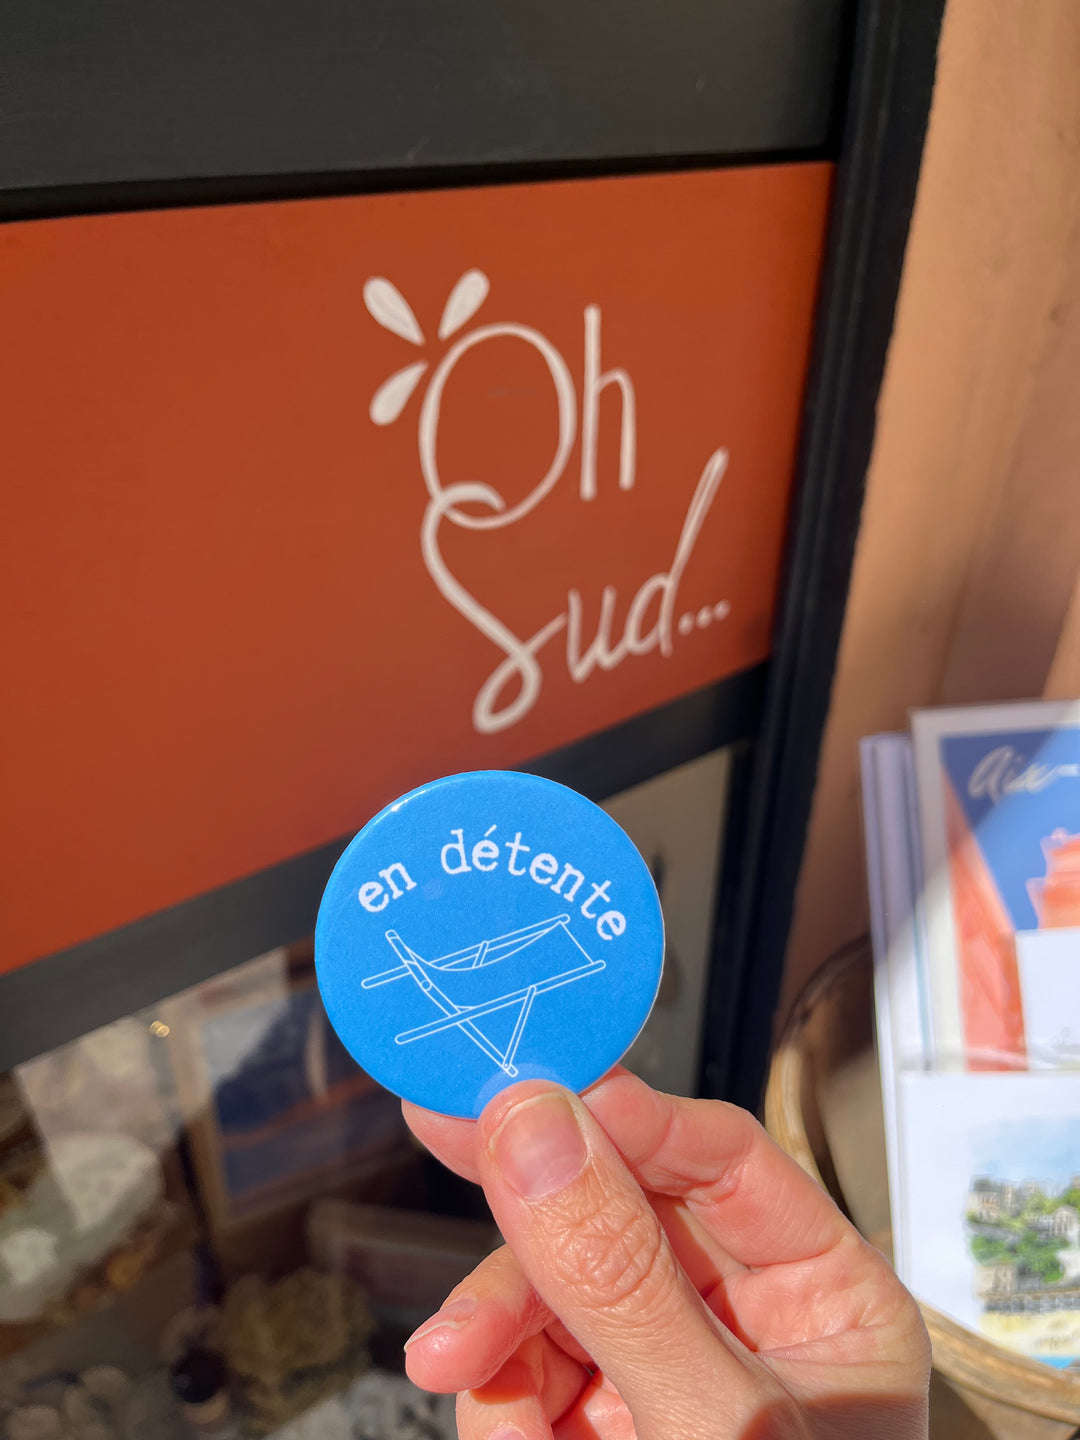 Oh
Sud...
en détente
Aix